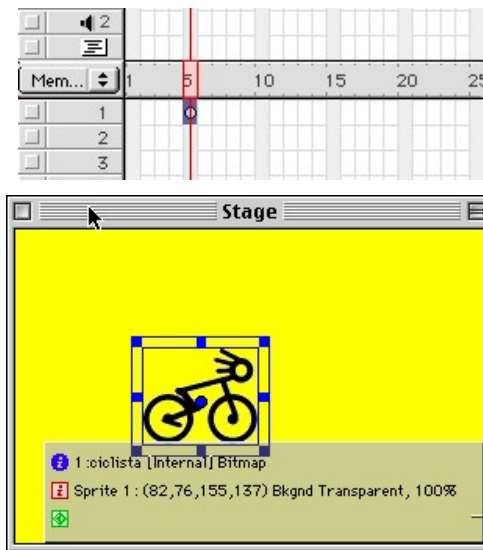 2
Mem...
1 5 10 15 20 25
1
2
3
Stage
1 :ciclista [Internal] Bitmap
Sprite 1 : (82,76,155,137) Bkgnd Transparent, 100%